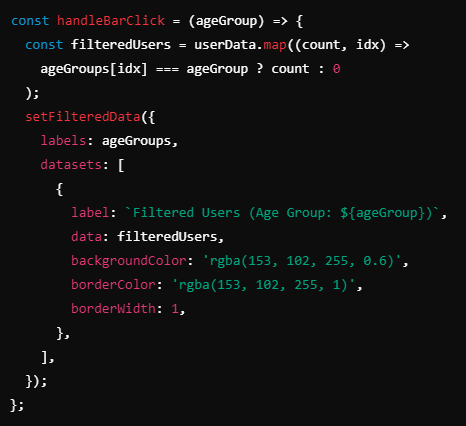 const handleBarClick = (ageGroup) => {
  const filteredUsers = userData.map((count, idx) =>
    ageGroups[idx] === ageGroup ? count : 0
  );
  setFilteredData({
    labels: ageGroups,
    datasets: [
      {
        label: `Filtered Users (Age Group: ${ageGroup})`,
        data: filteredUsers,
        backgroundColor: 'rgba(153, 102, 255, 0.6)',
        borderColor: 'rgba(153, 102, 255, 1)',
        borderWidth: 1,
      },
    ],
  });
};